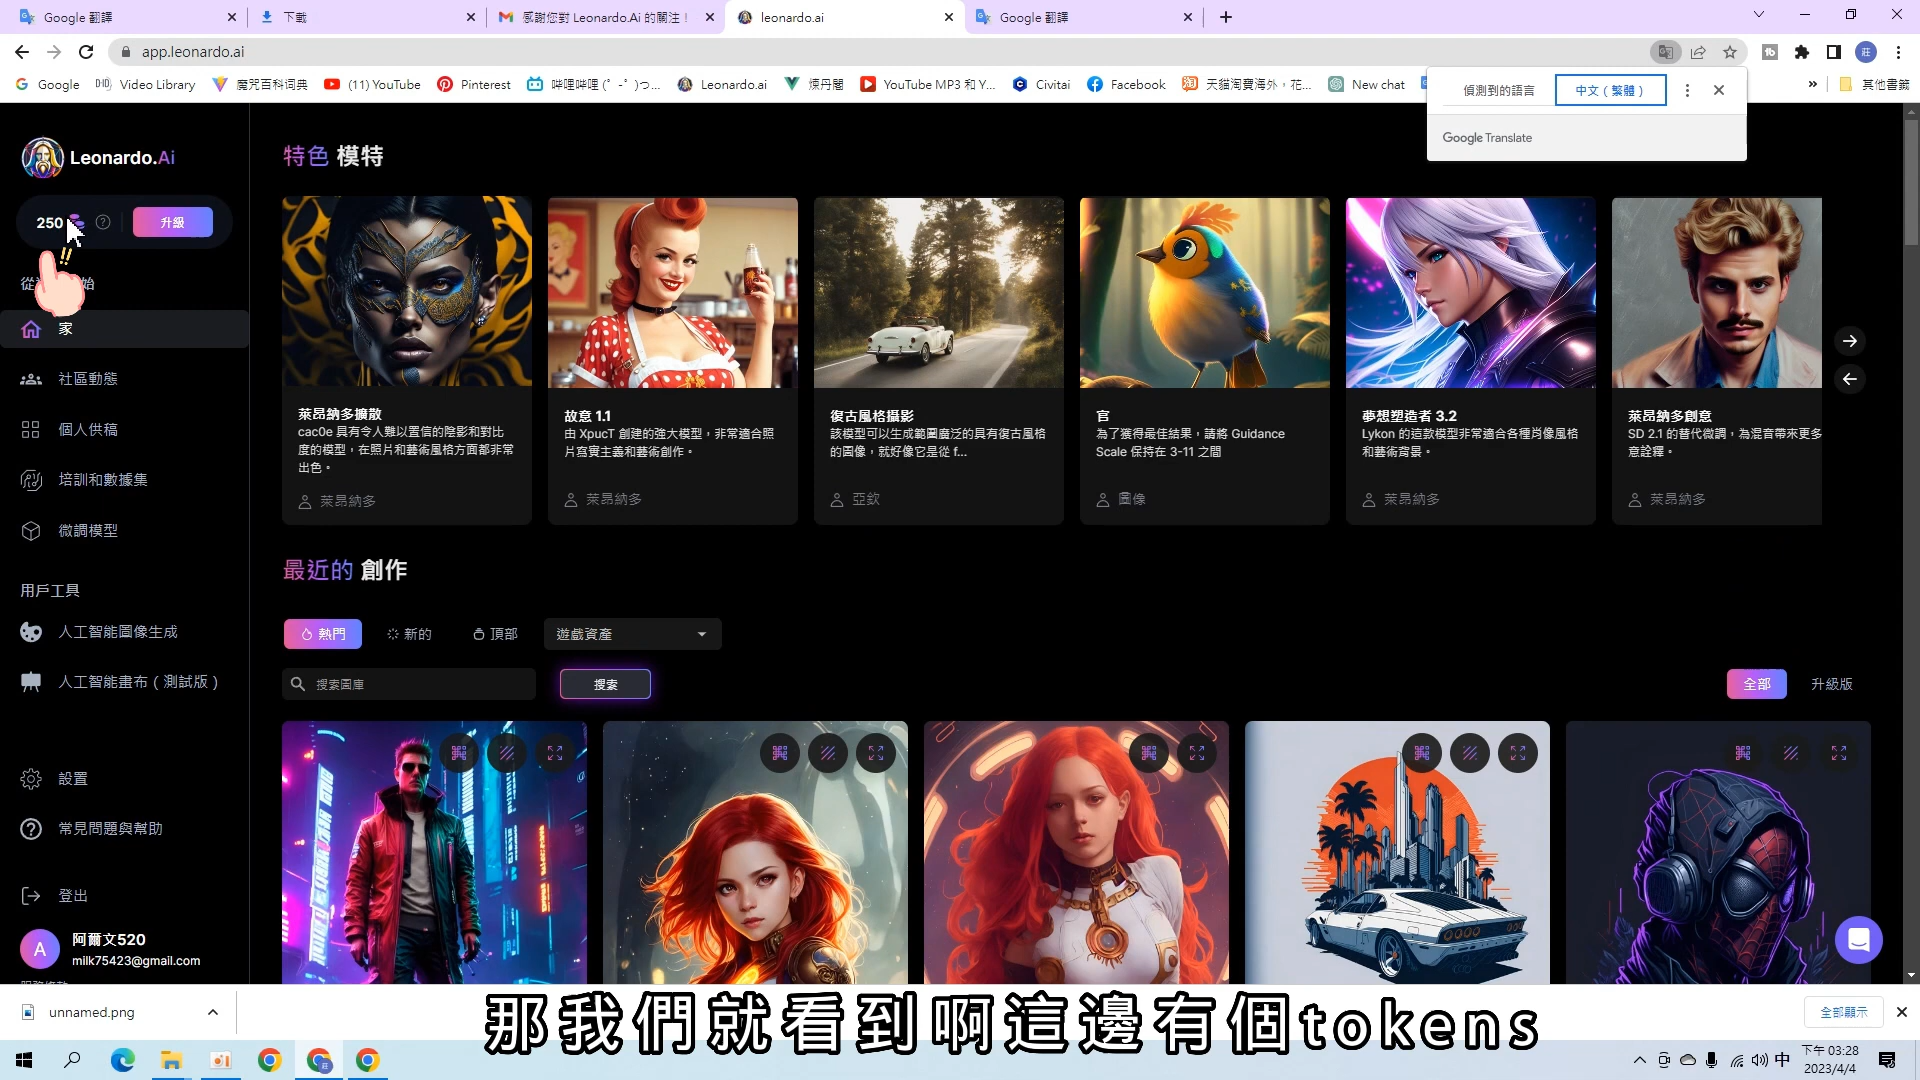 Google 翻譯
下載
感謝您對 Leonardo.Ai 的關注！
leonardo.ai
Google 翻譯
app.leonardo.ai
莊
Google
Video Library
魔咒百科词典
(11) YouTube
Pinterest
Leonardo.ai
煉丹閣
YouTube MP3 和 Y...
Civitai
Facebook
天貓淘寶海外，花...
New chat
其他書籤
偵測到的語言
中文（繁體）
Google Translate
Leonardo.Ai
250
升級
家
社區動態
個人供稿
培訓和數據集
微調模型
用戶工具
人工智能圖像生成
人工智能畫布（測試版）
設置
常見問題與幫助
登出
A
阿爾文520
milk75423@gmail.com
特色 模特
萊昂納多擴散
cac0e 具有令人難以置信的陰影和對比
度的模型，在照片和藝術風格方面都非常
出色。
萊昂納多
故意 1.1
由 XpucT 創建的強大模型，非常適合照
片寫實主義和藝術創作。
萊昂納多
復古風格攝影
該模型可以生成範圍廣泛的具有復古風格
的圖像，就好像它是從 f...
亞欽
官
為了獲得最佳結果，請將 Guidance
Scale 保持在 3-11 之間
圖像
夢想塑造者 3.2
Lykon 的這款模型非常適合各種肖像風格
和藝術背景。
萊昂納多
萊昂納多創意
SD 2.1 的替代微調，為混音帶來更多
意詮釋。
萊昂納多
最近的 創作
熱門
新的
頂部
遊戲資產
搜索圖庫
搜索
全部
升級版
unnamed.png
全部顯示
那我們就看到啊這邊有個tokens
中
下午 03:28
2023/4/4